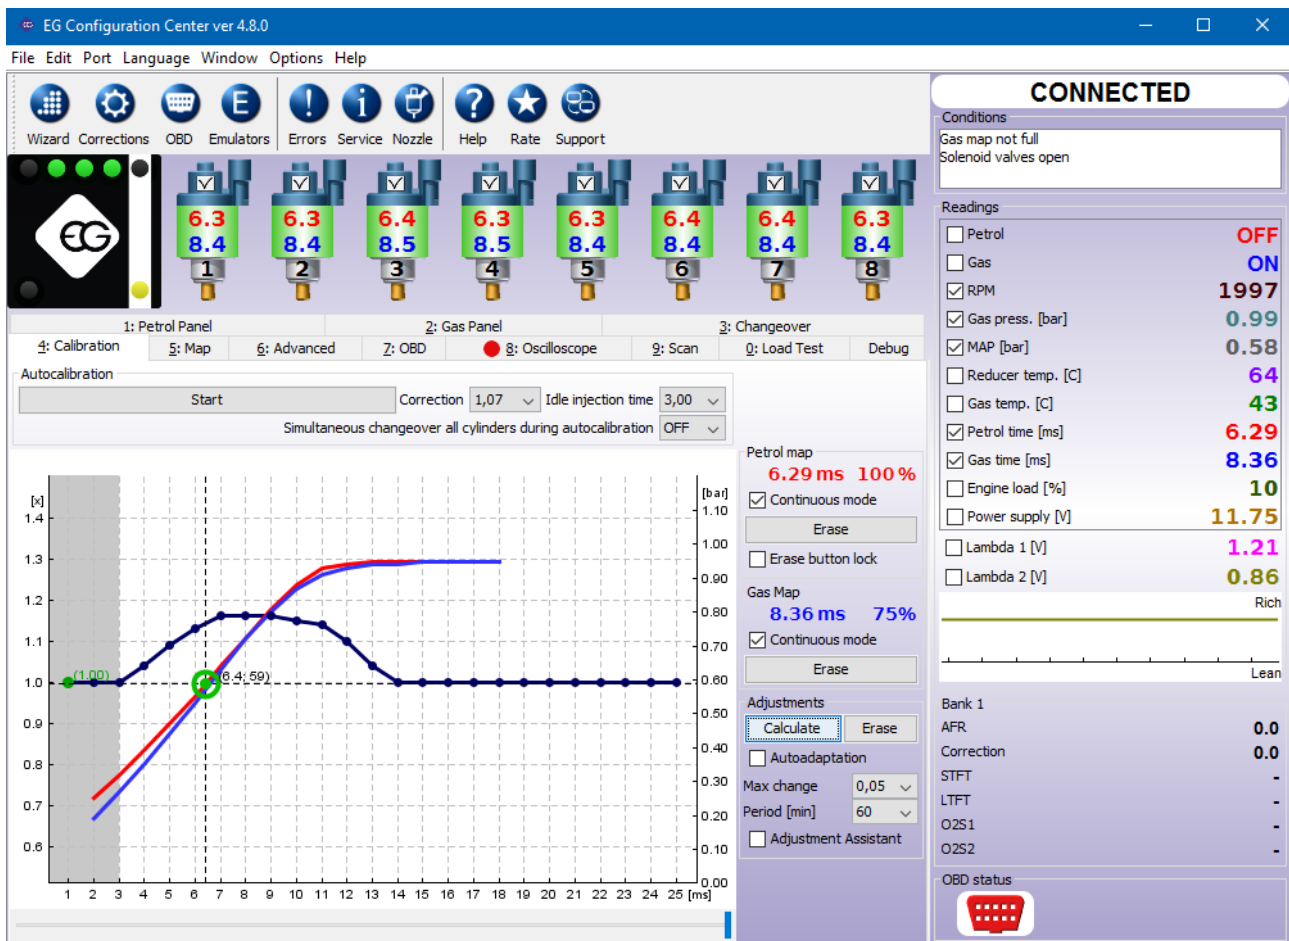 EG Configuration Center ver 4.8.0
File Edit Port Language Window Options Help
Wizard Corrections OBD Emulators Errors Service Nozzle Help Rate Support
E
EG
6.3 6.3 6.4 6.3 6.3 6.4 6.4 6.3
8.4 8.4 8.5 8.5 8.4 8.4 8.4 8.4
1 2 3 4 5 6 7 8
1: Petrol Panel 2: Gas Panel 3: Changeover
4: Calibration 5: Map 6: Advanced 7: OBD 8: Oscilloscope 9: Scan 0: Load Test Debug
Autocalibration
Start Correction 1,07 Idle injection time 3,00
Simultaneous changeover all cylinders during autocalibration OFF
[x]
1.4
1.3
1.2
1.1
1.0
0.9
0.8
0.7
0.6
(1.00)
(6.4; 59)
[bar]
1.10
1.00
0.90
0.80
0.70
0.60
0.50
0.40
0.30
0.20
0.10
0.00
1 2 3 4 5 6 7 8 9 10 11 12 13 14 15 16 17 18 19 20 21 22 23 24 25 [ms]
Petrol map
6.29 ms 100 %
Continuous mode
Erase
Erase button lock
Gas Map
8.36 ms 75%
Continuous mode
Erase
Adjustments
Calculate Erase
Autoadaptation
Max change 0,05
Period [min] 60
Adjustment Assistant
CONNECTED
Conditions
Gas map not full
Solenoid valves open
Readings
Petrol OFF
Gas ON
RPM 1997
Gas press. [bar] 0.99
MAP [bar] 0.58
Reducer temp. [C] 64
Gas temp. [C] 43
Petrol time [ms] 6.29
Gas time [ms] 8.36
Engine load [%] 10
Power supply [V] 11.75
Lambda 1 [V] 1.21
Lambda 2 [V] 0.86
Rich
Lean
Bank 1
AFR 0.0
Correction 0.0
STFT -
LTFT -
O2S1 -
O2S2 -
OBD status